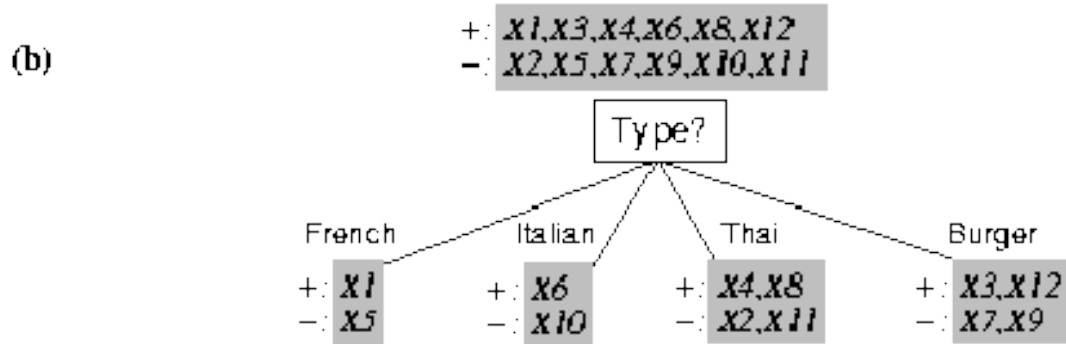 +: X1,X3,X4,X6,X8,X12
(b)
−: X2,X5,X7,X9,X10,X11
Type?
French Italian Thai Burger
+: X1 +: X6 +: X4,X8 +: X3,X12
−: X5 −: X10 −: X2,X11 −: X7,X9